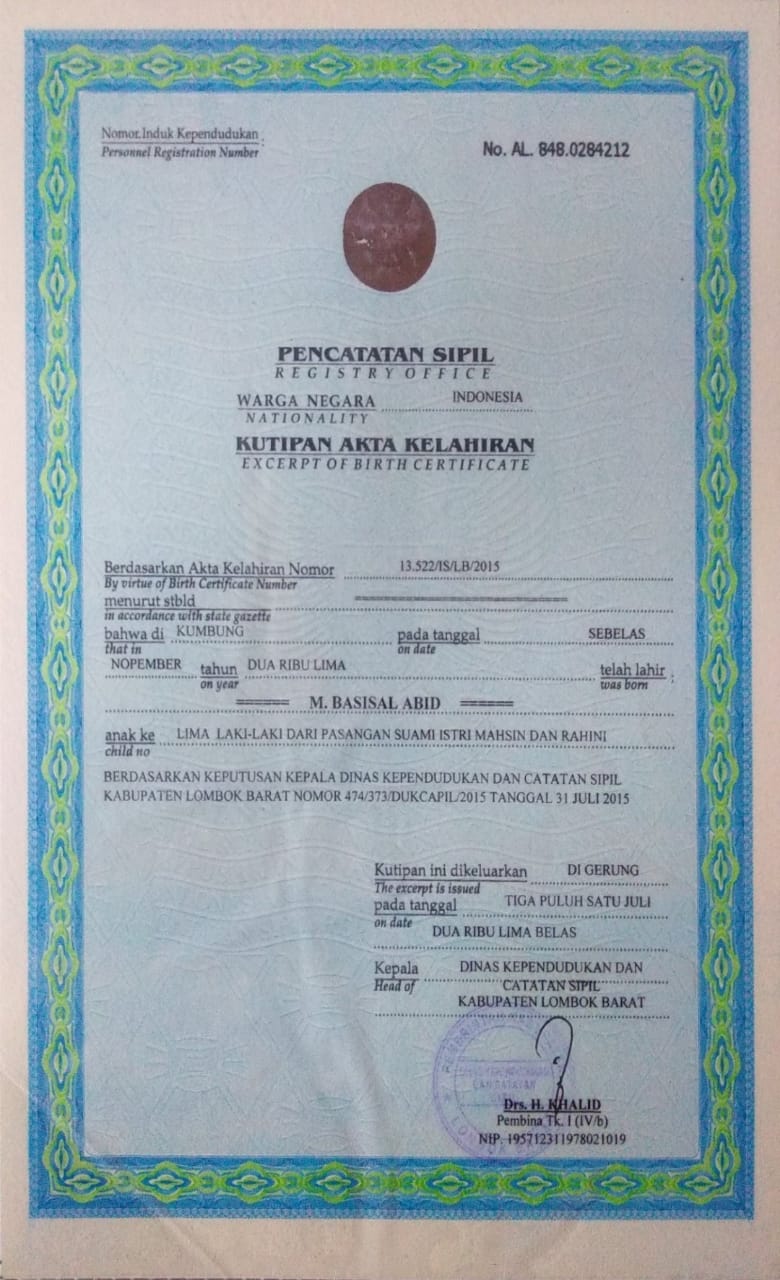 Nomor Induk Kependudukan :
Personnel Registration Number
No. AL. 848.0284212
PENCATATAN SIPIL
REGISTRY OFFICE
WARGA NEGARA INDONESIA
NATIONALITY
KUTIPAN AKTA KELAHIRAN
EXCERPT OF BIRTH CERTIFICATE
Berdasarkan Akta Kelahiran Nomor 13.522/IS/LB/2015
By virtue of Birth Certificate Number
menurut stbld
in accordance with state gazette
bahwa di KUMBUNG pada tanggal SEBELAS
that in on date
NOPEMBER tahun DUA RIBU LIMA telah lahir :
on year was born
M. BASISAL ABID
anak ke LIMA LAKI-LAKI DARI PASANGAN SUAMI ISTRI MAHSIN DAN RAHINI
child no
BERDASARKAN KEPUTUSAN KEPALA DINAS KEPENDUDUKAN DAN CATATAN SIPIL
KABUPATEN LOMBOK BARAT NOMOR 474/373/DUKCAPIL/2015 TANGGAL 31 JULI 2015
Kutipan ini dikeluarkan DI GERUNG
The excerpt is issued
pada tanggal TIGA PULUH SATU JULI
on date DUA RIBU LIMA BELAS
Kepala DINAS KEPENDUDUKAN DAN
Head of CATATAN SIPIL
KABUPATEN LOMBOK BARAT
Drs. H. KHALID
Pembina Tk. I (IV/b)
NIP. 195712311978021019